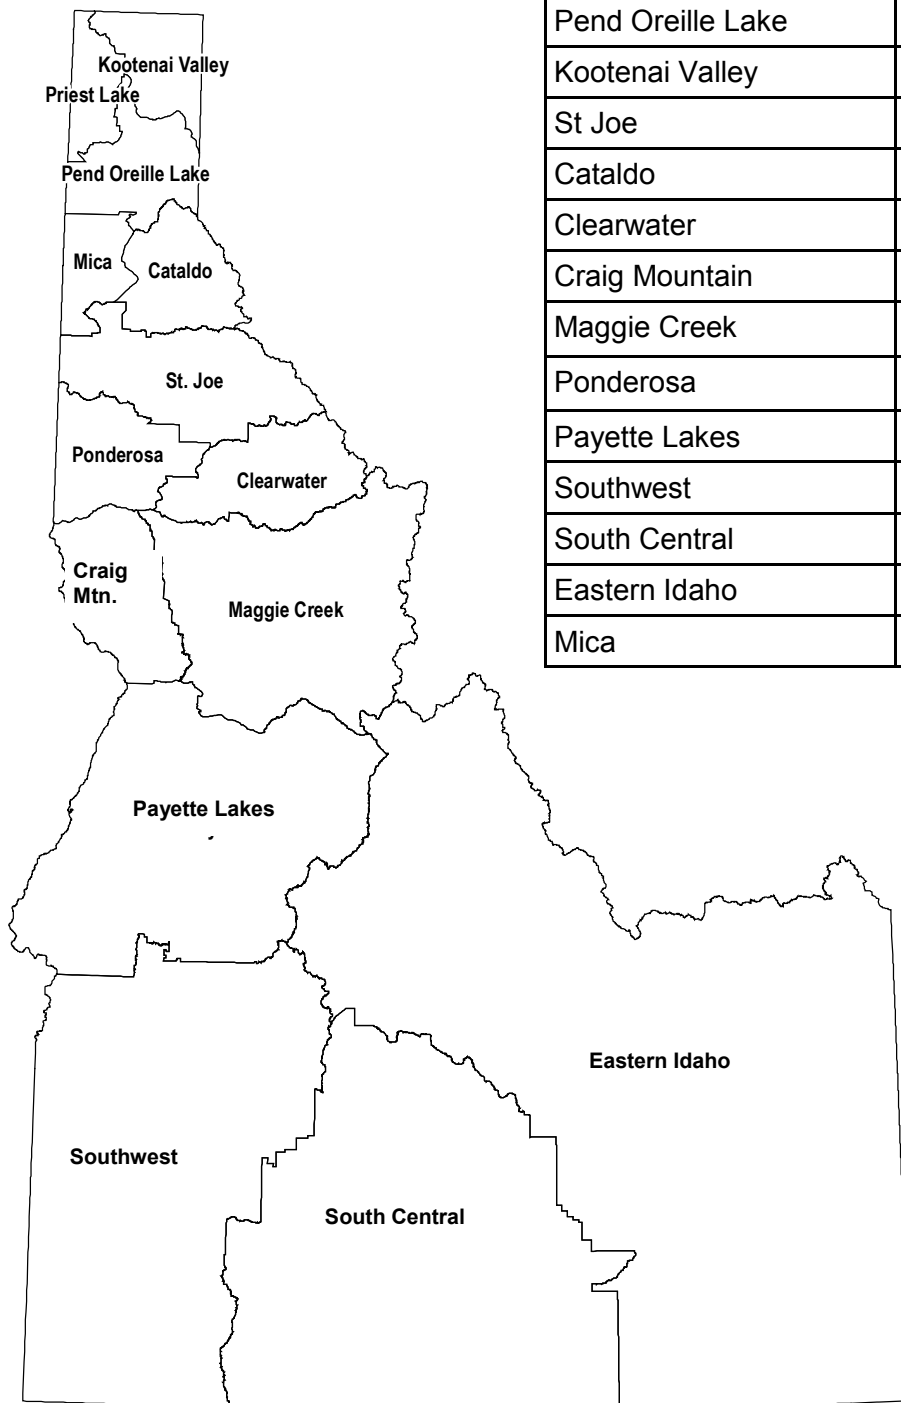 Pend Oreille Lake
Kootenai Valley
St Joe
Cataldo
Clearwater
Craig Mountain
Maggie Creek
Ponderosa
Payette Lakes
Southwest
South Central
Eastern Idaho
Mica
Kootenai Valley
Priest Lake
Pend Oreille Lake
Mica
Cataldo
St. Joe
Ponderosa
Clearwater
Craig
Mtn.
Maggie Creek
Payette Lakes
Eastern Idaho
Southwest
South Central